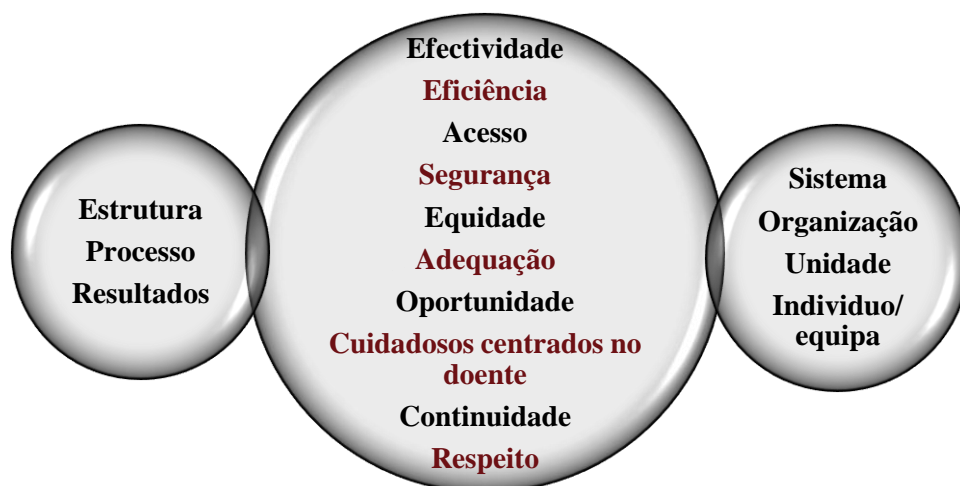 Estrutura
Processo
Resultados
Efectividade
Eficiência
Acesso
Segurança
Equidade
Adequação
Oportunidade
Cuidadosos centrados no
doente
Continuidade
Respeito
Sistema
Organização
Unidade
Individuo/
equipa